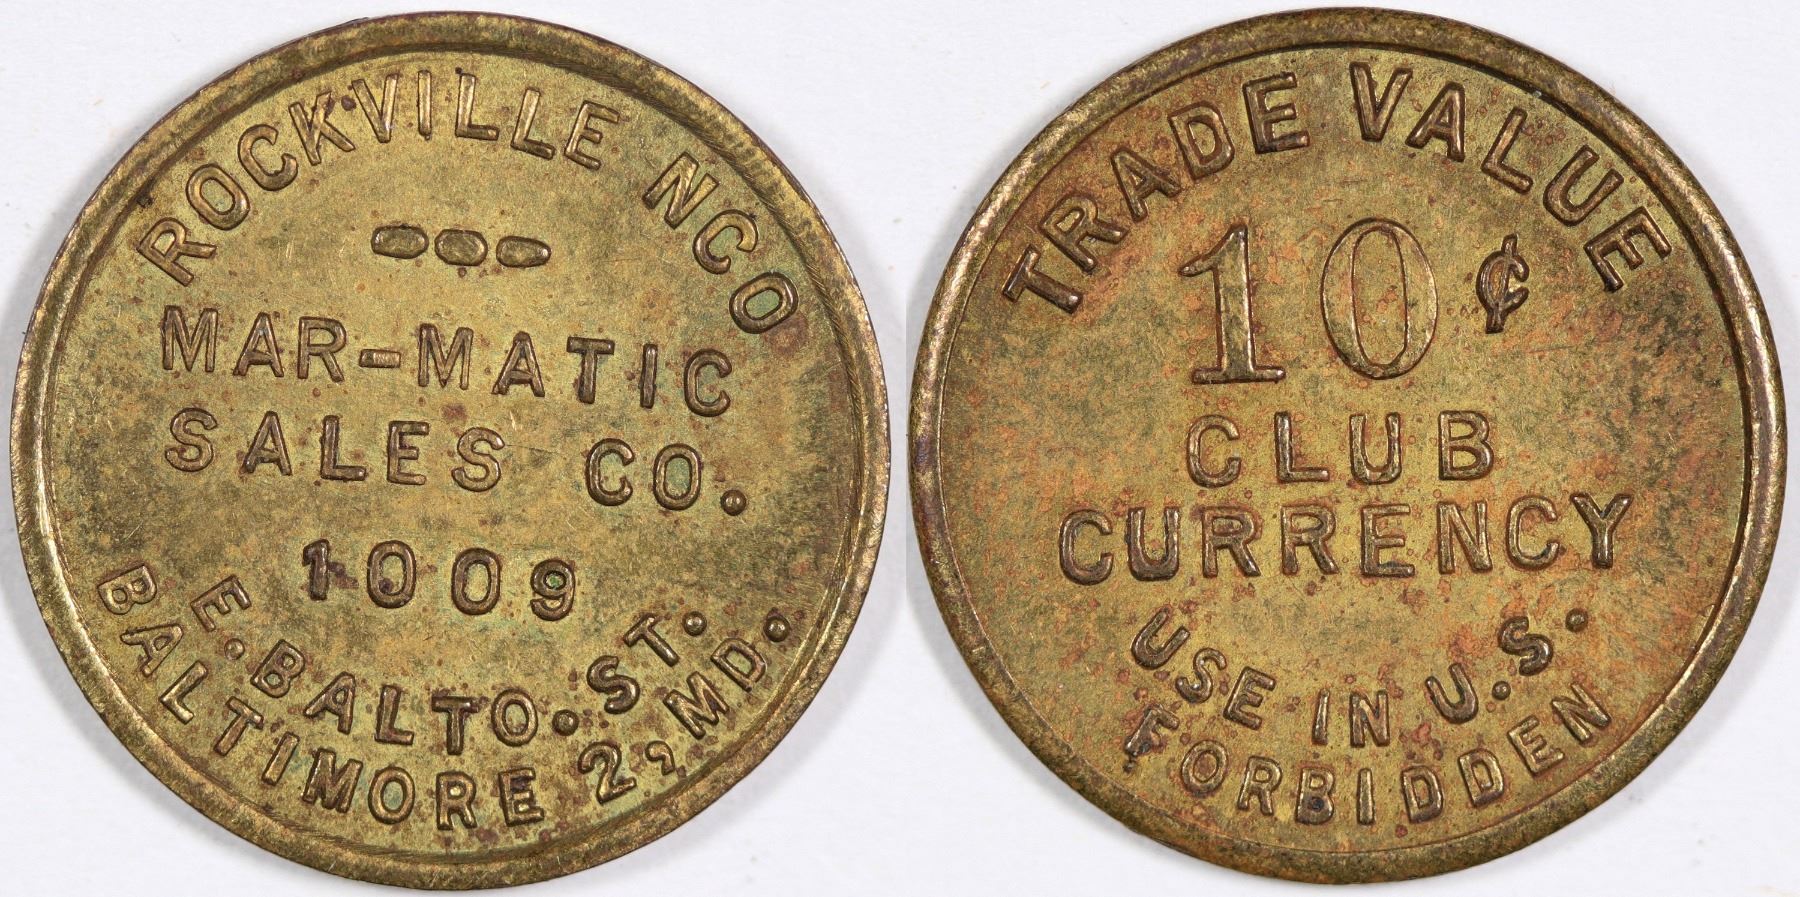 ROCKVILLE NCO
MAR-MATIC
SALES CO.
1009
E. BALTO. ST.
BALTIMORE 2, MD.
TRADE VALUE
10¢
CLUB
CURRENCY
USE IN U.S.
FORBIDDEN